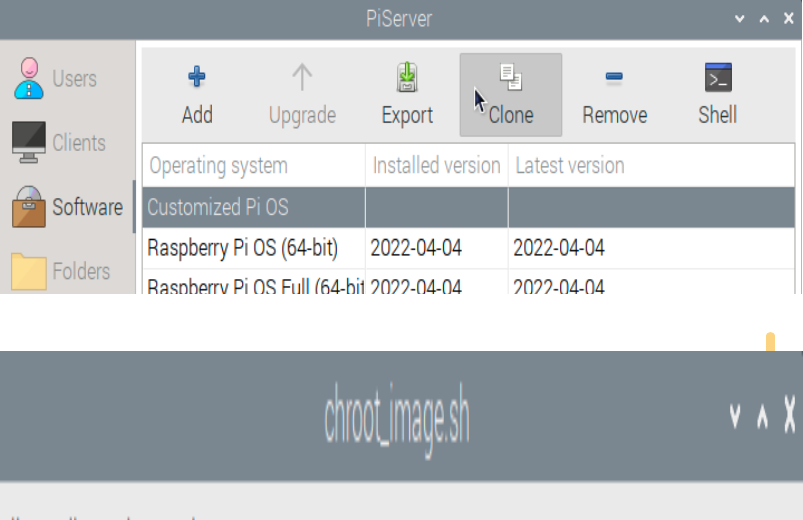 PiServer
Users
Clients
Software
Folders
Add
Upgrade
Export
Clone
Remove
Shell
Operating system Installed version Latest version
Customized Pi OS
Raspberry Pi OS (64-bit) 2022-04-04 2022-04-04
Raspberry Pi OS Full (64-bit 2022-04-04 2022-04-04
chroot_image.sh